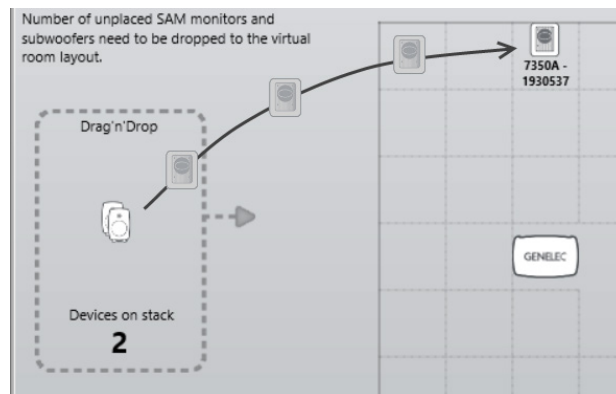 Number of unplaced SAM monitors and
subwoofers need to be dropped to the virtual
room layout.
Drag'n'Drop
Devices on stack
2
7350A -
1930537
GENELEC